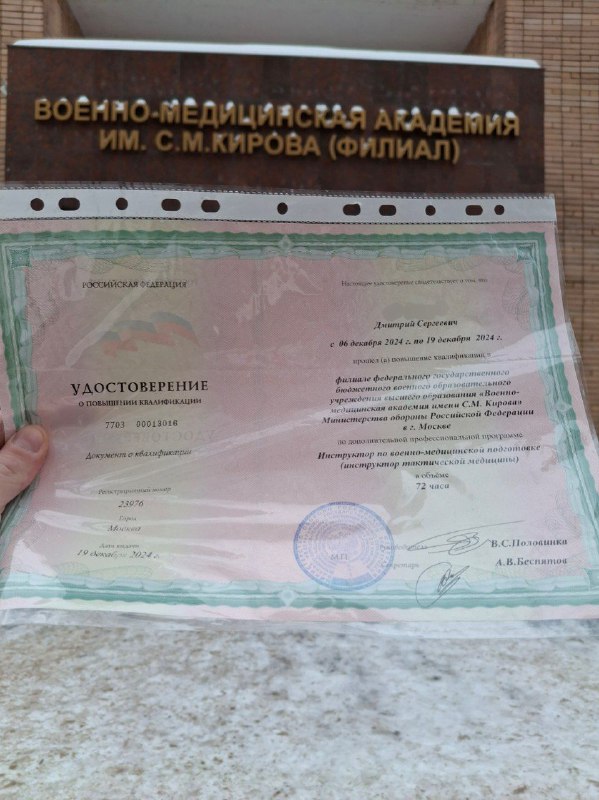 ВОЕННО-МЕДИЦИНСКАЯ АКАДЕМИЯ
ИМ. С.М.КИРОВА (ФИЛИАЛ)
РОССИЙСКАЯ ФЕДЕРАЦИЯ
УДОСТОВЕРЕНИЕ
О ПОВЫШЕНИИ КВАЛИФИКАЦИИ
7703 00013016
Документ о квалификации
Регистрационный номер
23976
Город
Москва
Дата выдачи
19 декабря 2024 г.
Настоящее удостоверение свидетельствует о том, что
Дмитрий Сергеевич
с 06 декабря 2024 г. по 19 декабря 2024 г.
прошел (а) повышение квалификации в
филиале федерального государственного
бюджетного военного образовательного
учреждения высшего образования «Военно-
медицинская академия имени С.М. Кирова»
Министерства обороны Российской Федерации
в г. Москве
по дополнительной профессиональной программе
Инструктор по военно-медицинской подготовке
(инструктор тактической медицины)
в объёме
72 часа
М.П.
Руководитель
В.С.Половинка
Секретарь
А.В.Беспятов